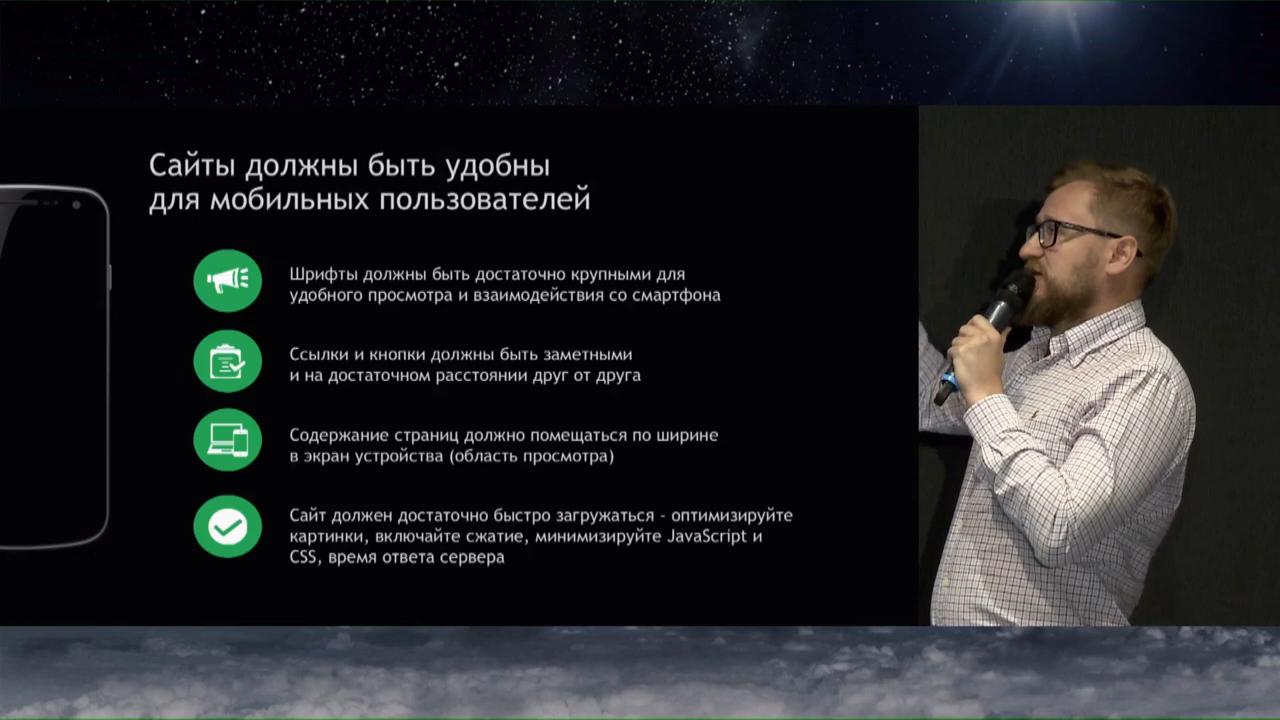 Сайты должны быть удобны
для мобильных пользователей
Шрифты должны быть достаточно крупными для
удобного просмотра и взаимодействия со смартфона
Ссылки и кнопки должны быть заметными
и на достаточном расстоянии друг от друга
Содержание страниц должно помещаться по ширине
в экран устройства (область просмотра)
Сайт должен достаточно быстро загружаться - оптимизируйте
картинки, включайте сжатие, минимизируйте JavaScript и
CSS, время ответа сервера